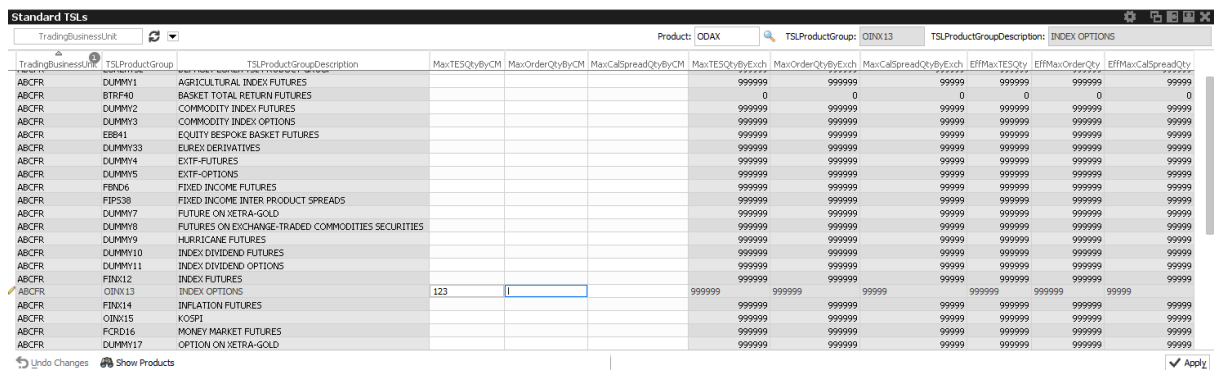 Standard TSLs
TradingBusinessUnit Product: ODAX TSLProductGroup: OINX13 TSLProductGroupDescription: INDEX OPTIONS
TradingBusinessUnit 1 TSLProductGroup TSLProductGroupDescription MaxTESQtyByCM MaxOrderQtyByCM MaxCalSpreadQtyByCM MaxTESQtyByExch MaxOrderQtyByExch MaxCalSpreadQtyByExch EffMaxTESQty EffMaxOrderQty EffMaxCalSpreadQty
ABCFR DUMMY1 AGRICULTURAL INDEX FUTURES 999999 999999 99999 999999 999999 99999
ABCFR BTRF40 BASKET TOTAL RETURN FUTURES 0 0 0 0 0 0
ABCFR DUMMY2 COMMODITY INDEX FUTURES 999999 999999 99999 999999 999999 99999
ABCFR DUMMY3 COMMODITY INDEX OPTIONS 999999 999999 99999 999999 999999 99999
ABCFR EBB41 EQUITY BESPOKE BASKET FUTURES 999999 999999 99999 999999 999999 99999
ABCFR DUMMY33 EUREX DERIVATIVES 999999 999999 99999 999999 999999 99999
ABCFR DUMMY4 EXTF-FUTURES 999999 999999 99999 999999 999999 99999
ABCFR DUMMY5 EXTF-OPTIONS 999999 999999 99999 999999 999999 99999
ABCFR FBND6 FIXED INCOME FUTURES 999999 999999 99999 999999 999999 99999
ABCFR FIPS38 FIXED INCOME INTER PRODUCT SPREADS 999999 999999 99999 999999 999999 99999
ABCFR DUMMY7 FUTURE ON XETRA-GOLD 999999 999999 99999 999999 999999 99999
ABCFR DUMMY8 FUTURES ON EXCHANGE-TRADED COMMODITIES SECURITIES 999999 999999 99999 999999 999999 99999
ABCFR DUMMY9 HURRICANE FUTURES 999999 999999 99999 999999 999999 99999
ABCFR DUMMY10 INDEX DIVIDEND FUTURES 999999 999999 99999 999999 999999 99999
ABCFR DUMMY11 INDEX DIVIDEND OPTIONS 999999 999999 99999 999999 999999 99999
ABCFR FINX12 INDEX FUTURES 999999 999999 99999 999999 999999 99999
ABCFR OINX13 INDEX OPTIONS 123 999999 999999 99999 999999 999999 99999
ABCFR FINX14 INFLATION FUTURES 999999 999999 99999 999999 999999 99999
ABCFR OINX15 KOSPI 999999 999999 99999 999999 999999 99999
ABCFR FCRD16 MONEY MARKET FUTURES 999999 999999 99999 999999 999999 99999
ABCFR DUMMY17 OPTION ON XETRA-GOLD 999999 999999 99999 999999 999999 99999
Undo Changes Show Products Apply